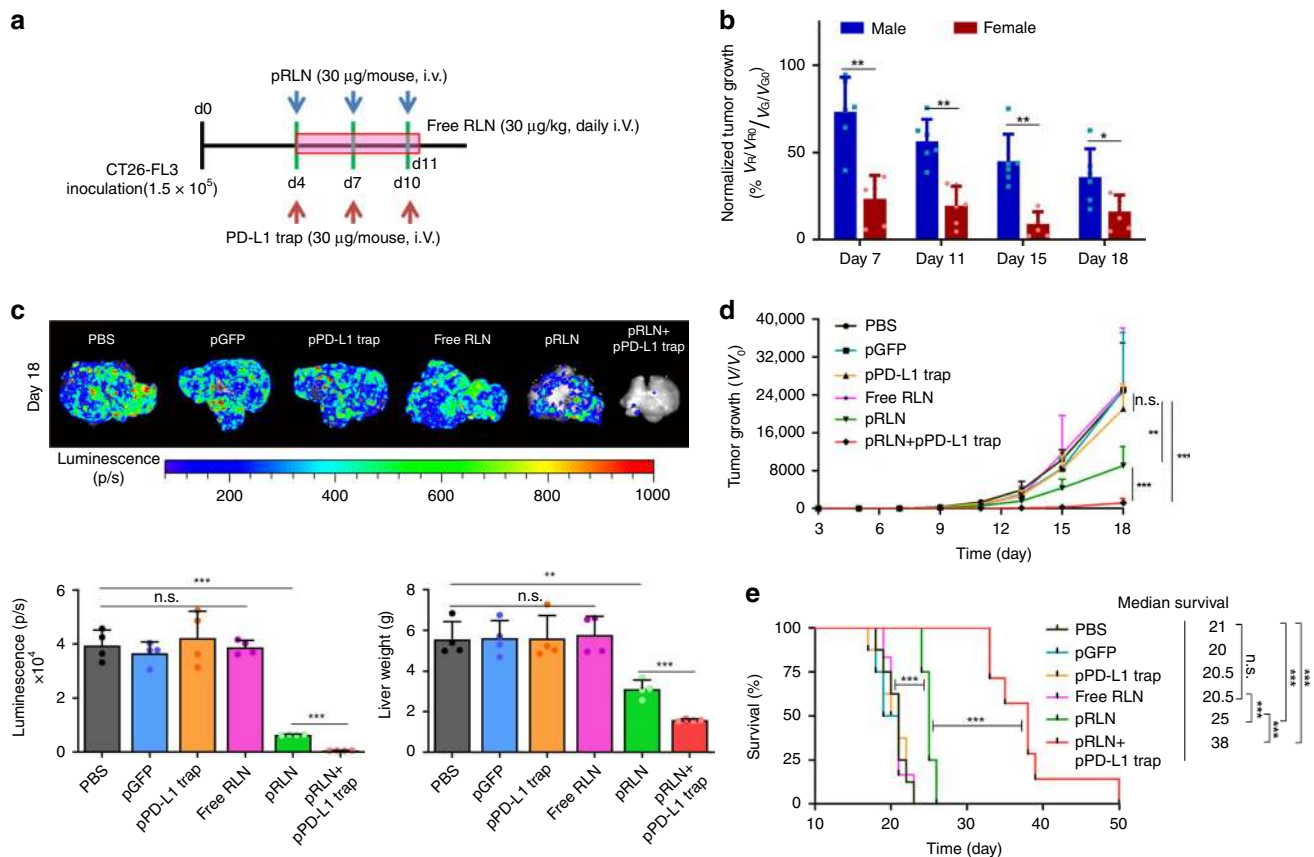 a
pRLN (30 μg/mouse, i.v.)
d0
Free RLN (30 μg/kg, daily i.V.)
CT26-FL3
inoculation(1.5 × 10⁵)
d11
d4
d7
d10
PD-L1 trap (30 μg/mouse, i.V.)
b
Male
Female
Normalized tumor growth
(% V_R/V_R0 / V_G/V_G0)
100
50
0
**
**
**
*
Day 7
Day 11
Day 15
Day 18
c
Day 18
PBS
pGFP
pPD-L1 trap
Free RLN
pRLN
pRLN+
pPD-L1 trap
Luminescence
(p/s)
200
400
600
800
1000
Luminescence (p/s)
×10⁴
6
4
2
0
***
n.s.
***
PBS
pGFP
pPD-L1 trap
Free RLN
pRLN
pRLN+
pPD-L1 trap
Liver weight (g)
8
6
4
2
0
**
n.s.
***
PBS
pGFP
pPD-L1 trap
Free RLN
pRLN
pRLN+
pPD-L1 trap
d
Tumor growth (V/V₀)
40,000
32,000
24,000
16,000
8000
0
PBS
pGFP
pPD-L1 trap
Free RLN
pRLN
pRLN+pPD-L1 trap
n.s.
**
***
***
3
6
9
12
15
18
Time (day)
e
Median survival
Survival (%)
100
75
50
25
0
PBS
pGFP
pPD-L1 trap
Free RLN
pRLN
pRLN+
pPD-L1 trap
***
***
21
20
20.5
20.5
25
38
n.s.
***
***
***
***
10
20
30
40
50
Time (day)